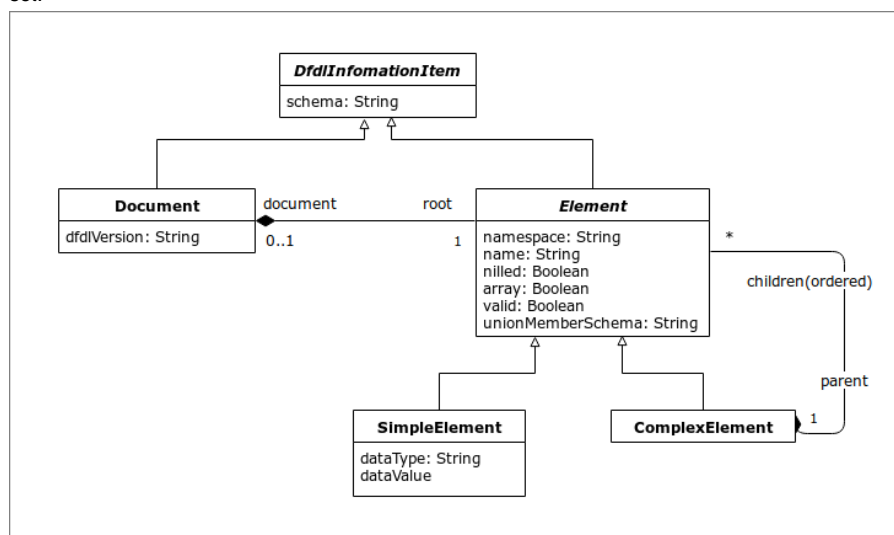 DfdlInfomationItem
schema: String
Document
dfdlVersion: String
document
root
0..1
1
Element
namespace: String
name: String
nilled: Boolean
array: Boolean
valid: Boolean
unionMemberSchema: String
*
children(ordered)
parent
1
SimpleElement
dataType: String
dataValue
ComplexElement